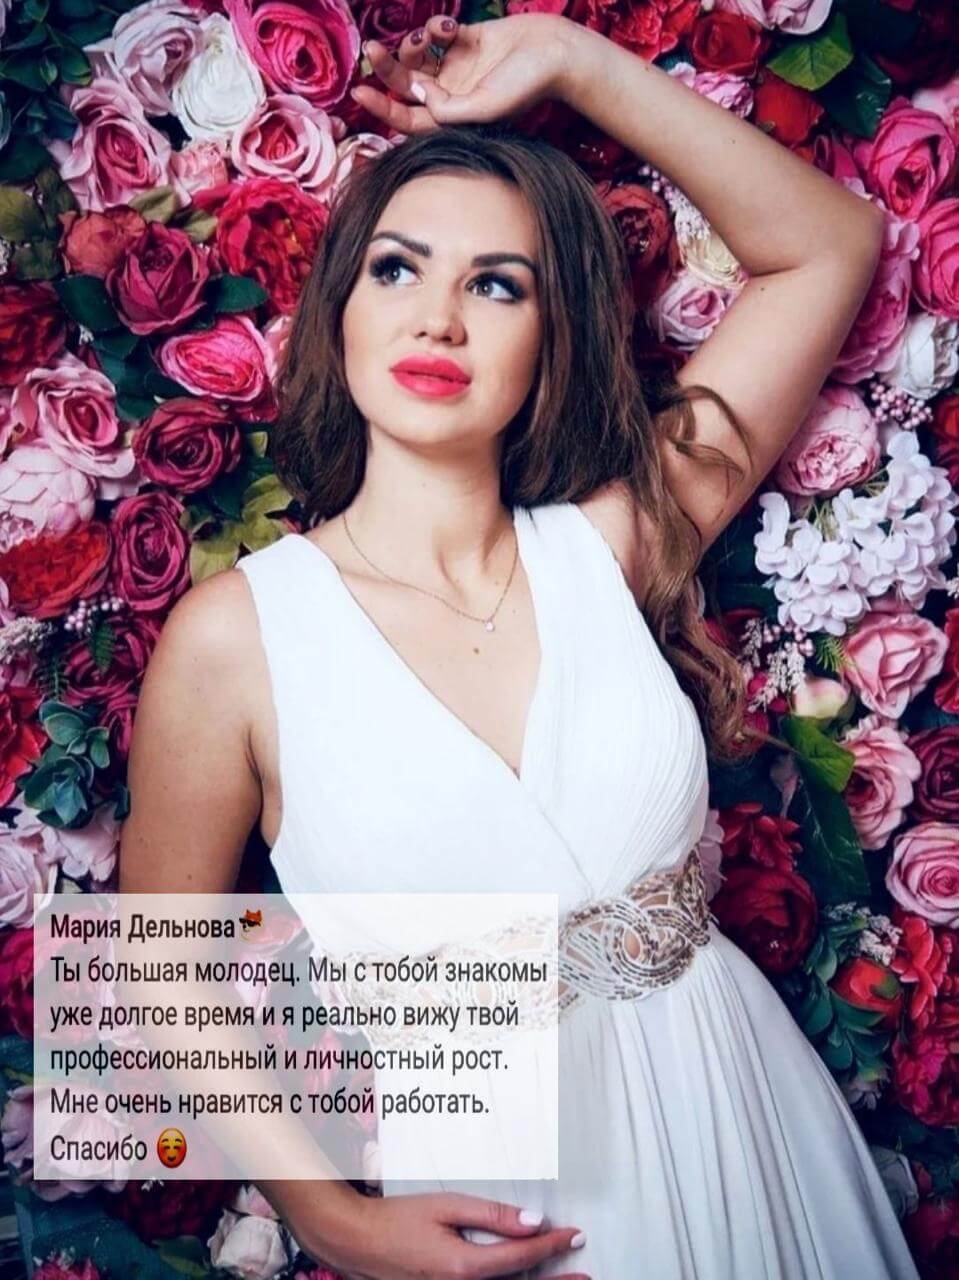 Мария Дельнова🦊
Ты большая молодец. Мы с тобой знакомы
уже долгое время и я реально вижу твой
профессиональный и личностный рост.
Мне очень нравится с тобой работать.
Спасибо ☺️